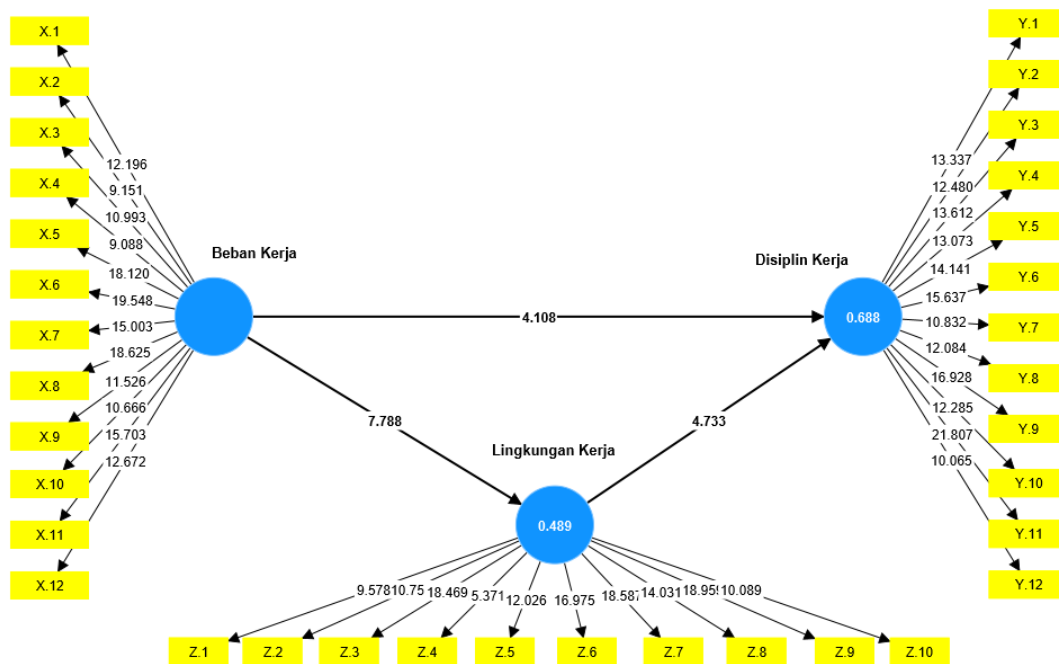 X.1
X.2
X.3
X.4
X.5
X.6
X.7
X.8
X.9
X.10
X.11
X.12
12.196
9.151
10.993
9.088
18.120
19.548
15.003
18.625
11.526
10.666
15.703
12.672
Beban Kerja
4.108
7.788
4.733
Lingkungan Kerja
0.489
Disiplin Kerja
0.688
13.337
12.480
13.612
13.073
14.141
15.637
10.832
12.084
16.928
12.285
21.807
10.065
Y.1
Y.2
Y.3
Y.4
Y.5
Y.6
Y.7
Y.8
Y.9
Y.10
Y.11
Y.12
9.578 10.75 18.469 5.371 12.026 16.975 18.587 14.031 18.959 10.089
Z.1 Z.2 Z.3 Z.4 Z.5 Z.6 Z.7 Z.8 Z.9 Z.10